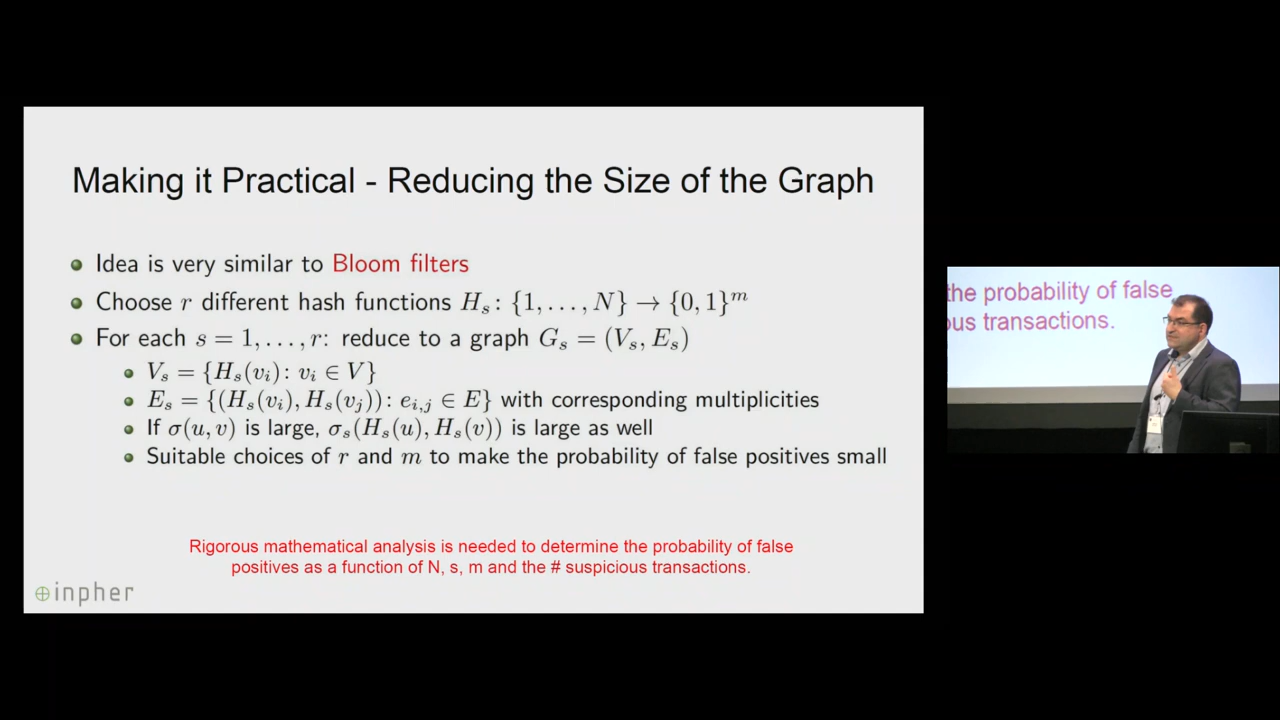 Making it Practical - Reducing the Size of the Graph
Idea is very similar to Bloom filters
Choose r different hash functions H_s : {1, . . . , N} → {0, 1}^m
For each s = 1, . . . , r: reduce to a graph G_s = (V_s, E_s)
V_s = {H_s(v_i) : v_i ∈ V}
E_s = {(H_s(v_i), H_s(v_j)) : e_{i,j} ∈ E} with corresponding multiplicities
If σ(u, v) is large, σ_s(H_s(u), H_s(v)) is large as well
Suitable choices of r and m to make the probability of false positives small
Rigorous mathematical analysis is needed to determine the probability of false
positives as a function of N, s, m and the # suspicious transactions.
inpher
the probability of false
ous transactions.